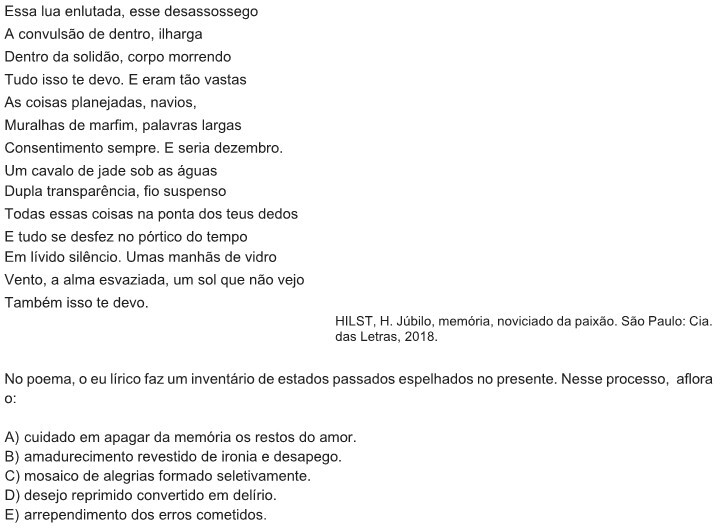 Essa lua enlutada, esse desassossego
A convulsão de dentro, ilharga
Dentro da solidão, corpo morrendo
Tudo isso te devo. E eram tão vastas
As coisas planejadas, navios,
Muralhas de marfim, palavras largas
Consentimento sempre. E seria dezembro.
Um cavalo de jade sob as águas
Dupla transparência, fio suspenso
Todas essas coisas na ponta dos teus dedos
E tudo se desfez no pórtico do tempo
Em lívido silêncio. Umas manhãs de vidro
Vento, a alma esvaziada, um sol que não vejo
Também isso te devo.
HILST, H. Júbilo, memória, noviciado da paixão. São Paulo: Cia.
das Letras, 2018.
No poema, o eu lírico faz um inventário de estados passados espelhados no presente. Nesse processo, aflora
o:
A) cuidado em apagar da memória os restos do amor.
B) amadurecimento revestido de ironia e desapego.
C) mosaico de alegrias formado seletivamente.
D) desejo reprimido convertido em delírio.
E) arrependimento dos erros cometidos.